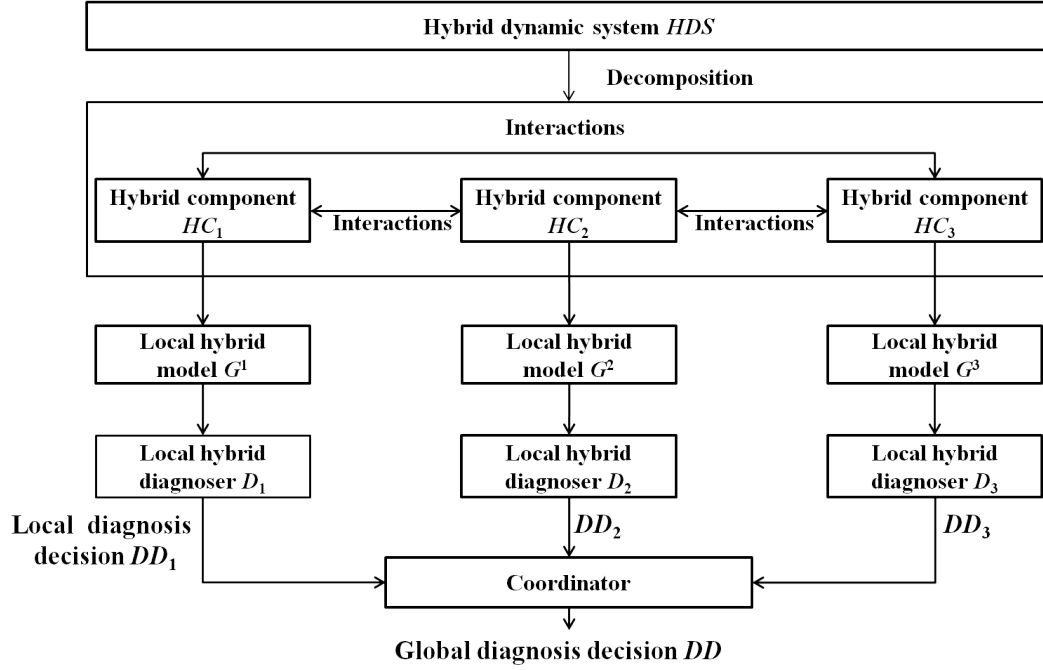 Hybrid dynamic system HDS
Decomposition
Interactions
Hybrid component
HC₁
Interactions
Hybrid component
HC₂
Interactions
Hybrid component
HC₃
Local hybrid
model G¹
Local hybrid
model G²
Local hybrid
model G³
Local hybrid
diagnoser D₁
Local hybrid
diagnoser D₂
Local hybrid
diagnoser D₃
Local diagnosis
decision DD₁
DD₂
DD₃
Coordinator
Global diagnosis decision DD